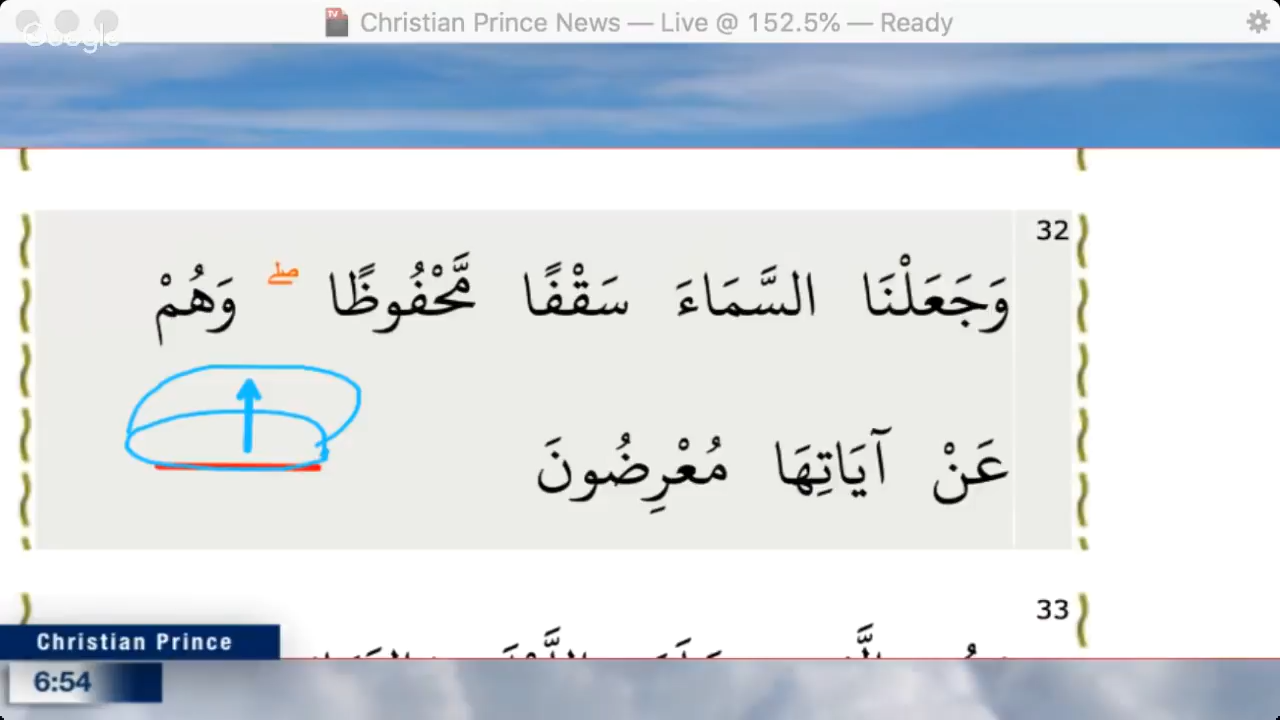 Christian Prince News — Live @ 152.5% — Ready
Google
32
وَجَعَلْنَا السَّمَاءَ سَقْفًا مَّحْفُوظًا ۖ وَهُمْ
عَنْ آيَاتِهَا مُعْرِضُونَ
33
Christian Prince
6:54